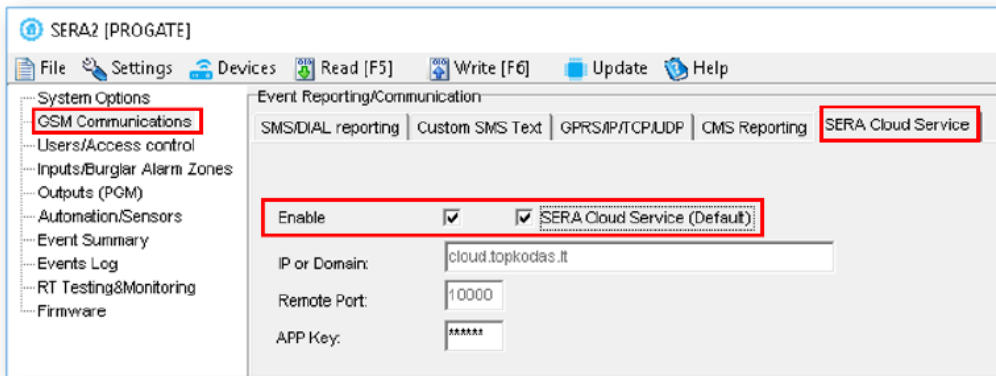 SERA2 [PROGATE]
File Settings Devices Read [F5] Write [F6] Update Help
System Options
GSM Communications
Users/Access control
Inputs/Burglar Alarm Zones
Outputs (PGM)
Automation/Sensors
Event Summary
Events Log
RT Testing&Monitoring
Firmware
Event Reporting/Communication
SMS/DIAL reporting Custom SMS Text GPRS/IP/TCP/UDP CMS Reporting SERA Cloud Service
Enable SERA Cloud Service (Default)
IP or Domain: cloud.topkodas.lt
Remote Port: 10000
APP Key: ******